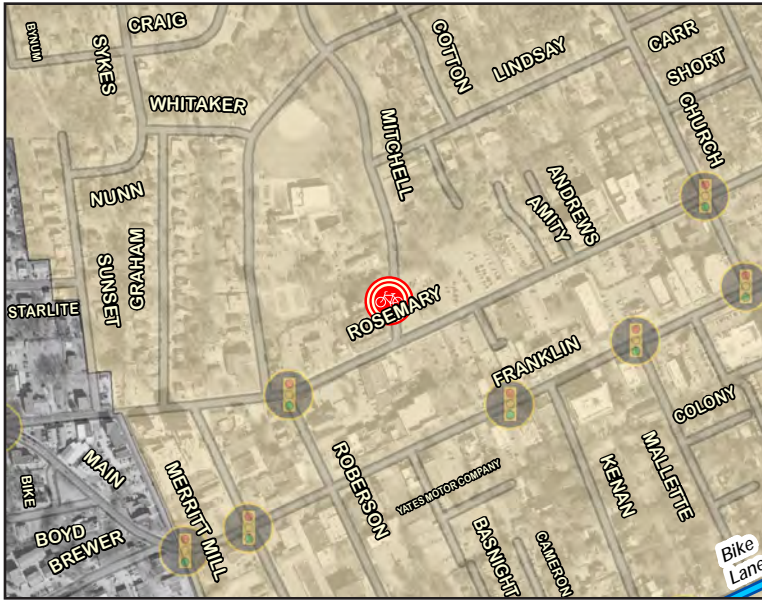 CRAIG
BYNUM
SYKES
COTTON
LINDSAY
CARR
SHORT
WHITAKER
MITCHELL
CHURCH
NUNN
ANDREWS
AMITY
GRAHAM
SUNSET
STARLITE
ROSEMARY
FRANKLIN
COLONY
MAIN
MERRITT MILL
ROBERSON
YATES MOTOR COMPANY
KENAN
MALLETTE
BIKE
BOYD
BREWER
BASNIGHT
CAMERON
Bike
Lane